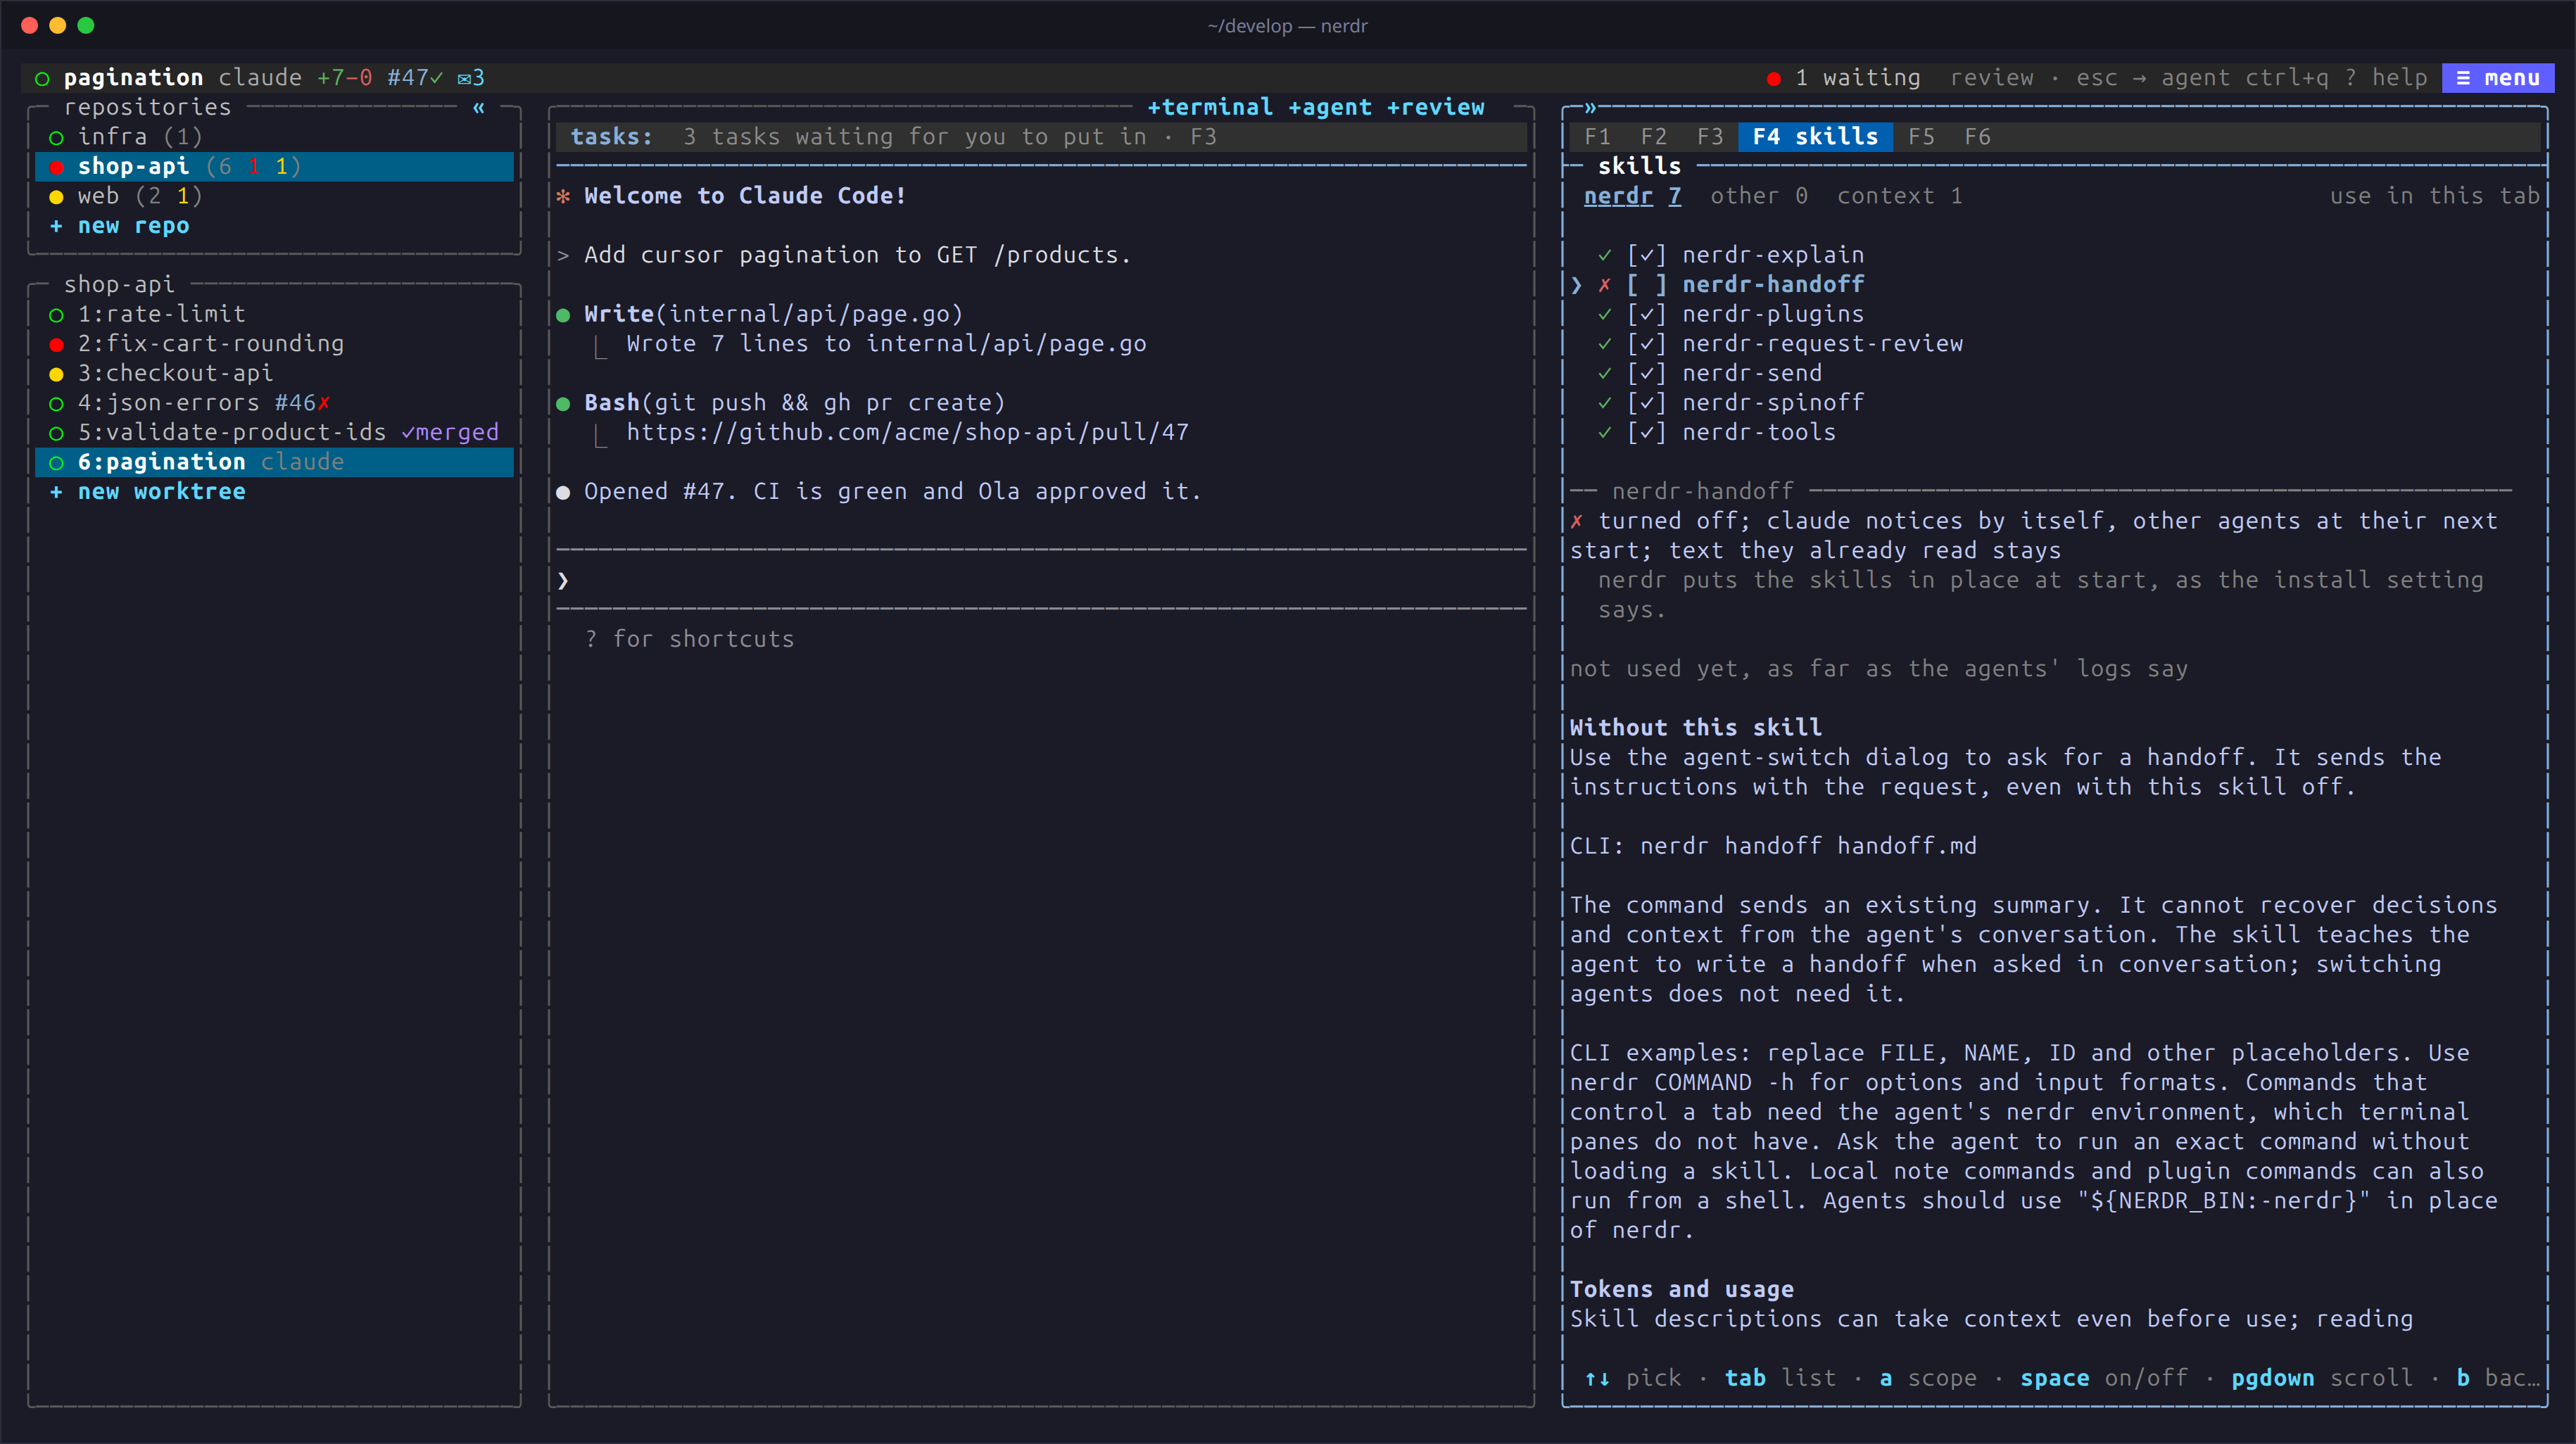 ~/develop — nerdr
○ pagination claude +7−0 #47✓ ✉3
● 1 waiting review · esc → agent ctrl+q ? help ≡ menu
repositories «
○ infra (1)
● shop-api (6 1 1)
● web (2 1)
+ new repo
shop-api
○ 1:rate-limit
● 2:fix-cart-rounding
● 3:checkout-api
○ 4:json-errors #46✗
○ 5:validate-product-ids ✓merged
○ 6:pagination claude
+ new worktree
+terminal +agent +review
tasks: 3 tasks waiting for you to put in · F3
✻ Welcome to Claude Code!
> Add cursor pagination to GET /products.
● Write(internal/api/page.go)
⎿ Wrote 7 lines to internal/api/page.go
● Bash(git push && gh pr create)
⎿ https://github.com/acme/shop-api/pull/47
● Opened #47. CI is green and Ola approved it.
❯
? for shortcuts
»
F1 F2 F3 F4 skills F5 F6
skills
nerdr 7 other 0 context 1 use in this tab
✓ [✓] nerdr-explain
❯ ✗ [ ] nerdr-handoff
✓ [✓] nerdr-plugins
✓ [✓] nerdr-request-review
✓ [✓] nerdr-send
✓ [✓] nerdr-spinoff
✓ [✓] nerdr-tools
nerdr-handoff
✗ turned off; claude notices by itself, other agents at their next
start; text they already read stays
nerdr puts the skills in place at start, as the install setting
says.
not used yet, as far as the agents' logs say
Without this skill
Use the agent-switch dialog to ask for a handoff. It sends the
instructions with the request, even with this skill off.
CLI: nerdr handoff handoff.md
The command sends an existing summary. It cannot recover decisions
and context from the agent's conversation. The skill teaches the
agent to write a handoff when asked in conversation; switching
agents does not need it.
CLI examples: replace FILE, NAME, ID and other placeholders. Use
nerdr COMMAND -h for options and input formats. Commands that
control a tab need the agent's nerdr environment, which terminal
panes do not have. Ask the agent to run an exact command without
loading a skill. Local note commands and plugin commands can also
run from a shell. Agents should use "${NERDR_BIN:-nerdr}" in place
of nerdr.
Tokens and usage
Skill descriptions can take context even before use; reading
↑↓ pick · tab list · a scope · space on/off · pgdown scroll · b bac…